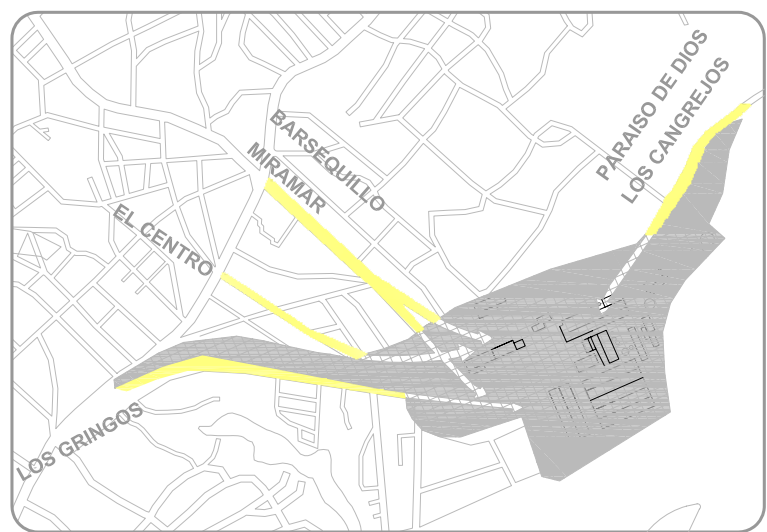 PARAISO DE DIOS
LOS CANGREJOS
BARSEQUILLO
MIRAMAR
EL CENTRO
LOS GRINGOS